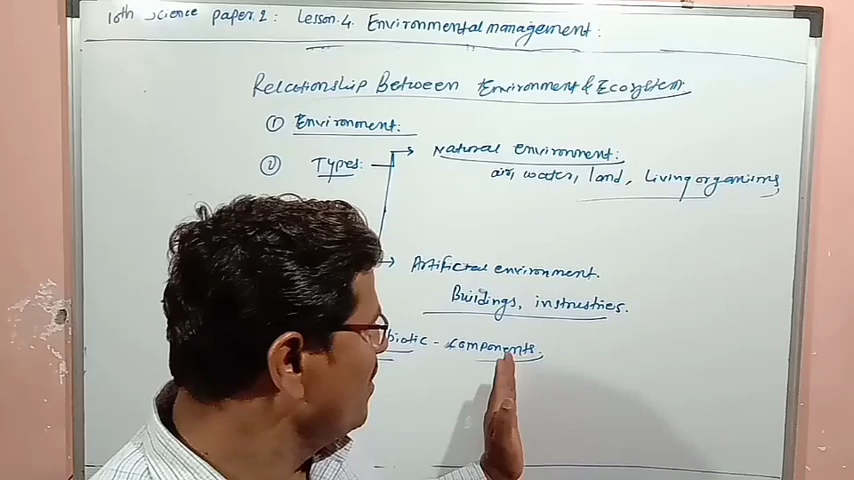 10th Science paper.2 : Lesson.4. Environmental management :
Relationship Between Environment & Ecosystem
① Environment :
② Types : Natural environment :
air, water, land, Living organisms
Artificial environment.
Buildings, instustries.
biotic - components.